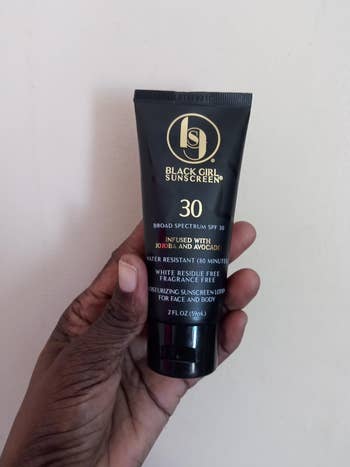 bsg
BLACK GIRL
SUNSCREEN®
30
BROAD SPECTRUM SPF 30
INFUSED WITH
JOJOBA AND AVOCADO
WATER RESISTANT (80 MINUTES)
WHITE RESIDUE FREE
FRAGRANCE FREE
MOISTURIZING SUNSCREEN LOTION
FOR FACE AND BODY
2 FL OZ (59mL)